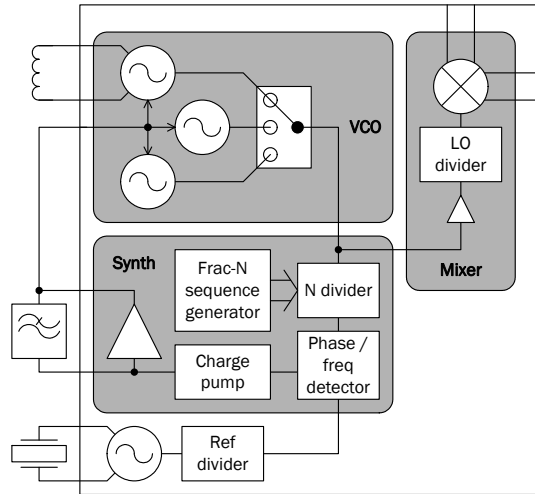 VCO
LO
divider
Mixer
Synth
Frac-N
sequence
generator
N divider
Charge
pump
Phase /
freq
detector
Ref
divider